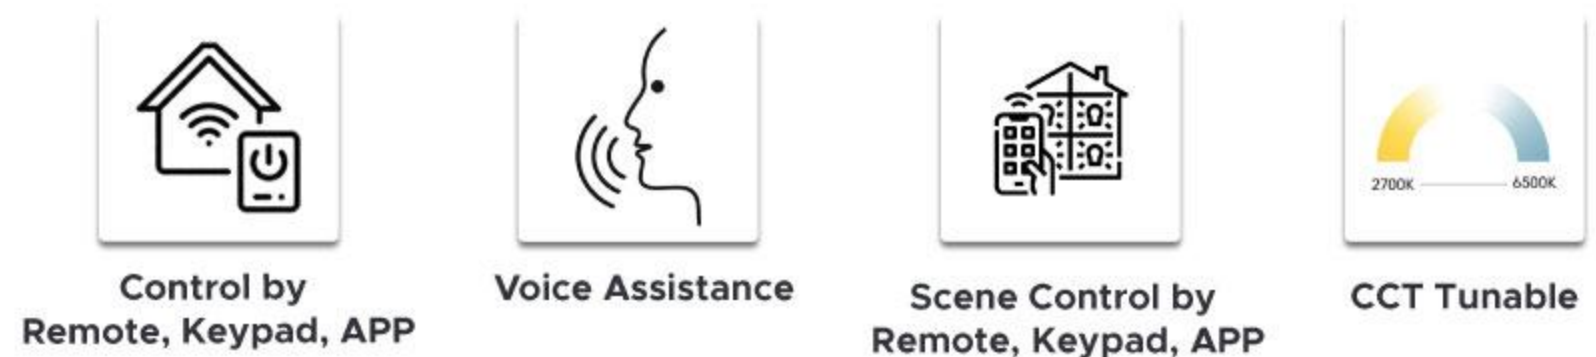 2700K
6500K
Control by
Remote, Keypad, APP
Voice Assistance
Scene Control by
Remote, Keypad, APP
CCT Tunable